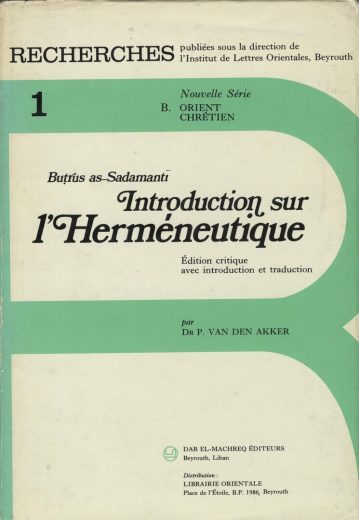 RECHERCHES publiées sous la direction de
l'Institut de Lettres Orientales, Beyrouth
1
Nouvelle Série
B. ORIENT
CHRÉTIEN
Buṭrus as-Sadamantī
Introduction sur
l'Herméneutique
Édition critique
avec introduction et traduction
par
DR P. VAN DEN AKKER
DAR EL-MACHREQ ÉDITEURS
Beyrouth, Liban
Distribution :
LIBRAIRIE ORIENTALE
Place de l'Étoile, B.P. 1986, Beyrouth